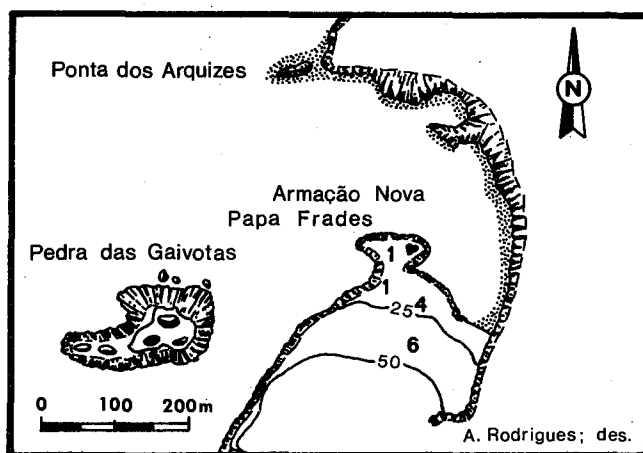 Ponta dos Arquizes
N
Armação Nova
Papa Frades
Pedra das Gaivotas
1
1
25
4
6
50
0 100 200 m
A. Rodrigues; des.